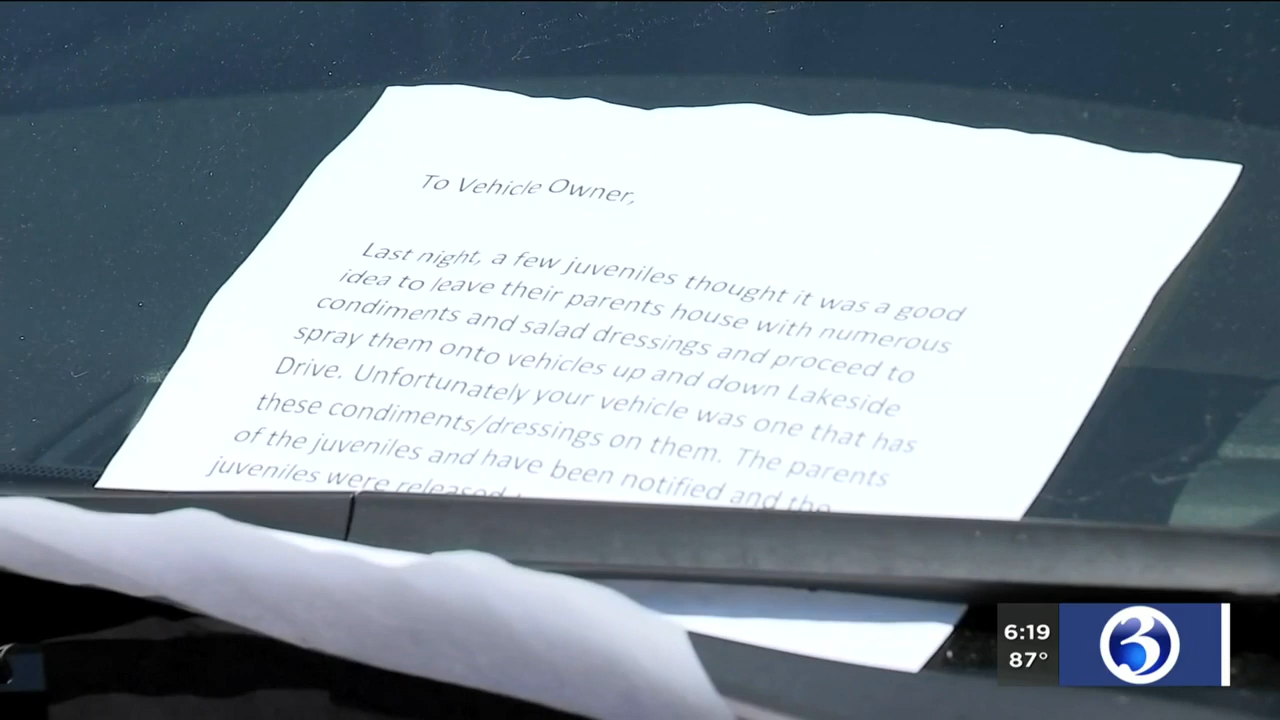 To Vehicle Owner,
Last night, a few juveniles thought it was a good
idea to leave their parents house with numerous
condiments and salad dressings and proceed to
spray them onto vehicles up and down Lakeside
Drive. Unfortunately your vehicle was one that has
these condiments/dressings on them. The parents
of the juveniles and have been notified and the
juveniles were released
6:19
87°
3